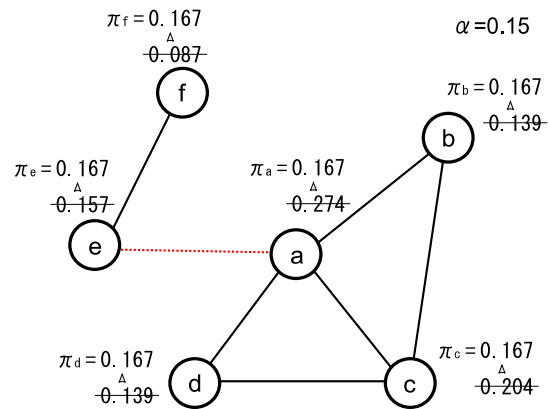 πf=0.167
△
0.087
α=0.15
f
πb=0.167
△
0.139
b
πe=0.167
△
0.157
e
πa=0.167
△
0.274
a
πd=0.167
△
0.139
d
πc=0.167
△
0.204
c